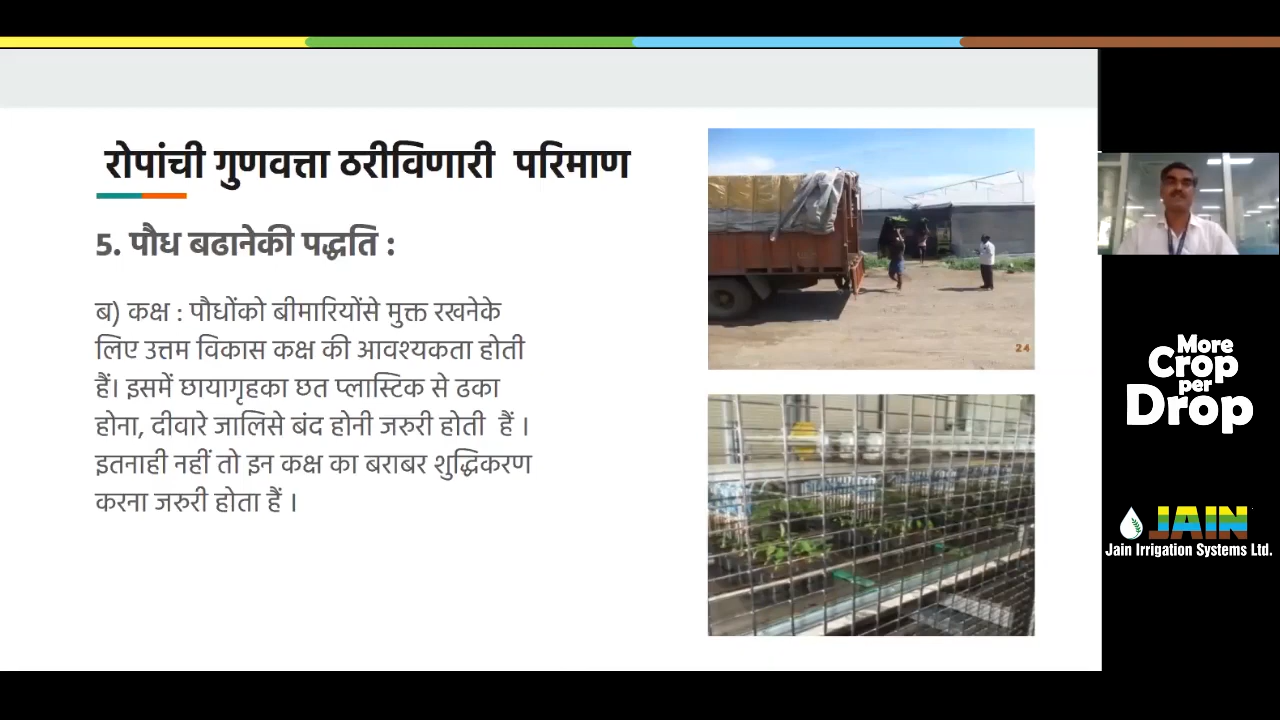 रोपांची गुणवत्ता ठरीविणारी परिमाण
5. पौध बढानेकी पद्धति :
ब) कक्ष : पौधोंको बीमारियोंसे मुक्त रखनेके
लिए उत्तम विकास कक्ष की आवश्यकता होती
हैं। इसमें छायागृहका छत प्लास्टिक से ढका
होना, दीवारे जालिसे बंद होनी जरुरी होती हैं ।
इतनाही नहीं तो इन कक्ष का बराबर शुद्धिकरण
करना जरुरी होता हैं ।
24
More
Crop
per
Drop
JAIN
Jain Irrigation Systems Ltd.